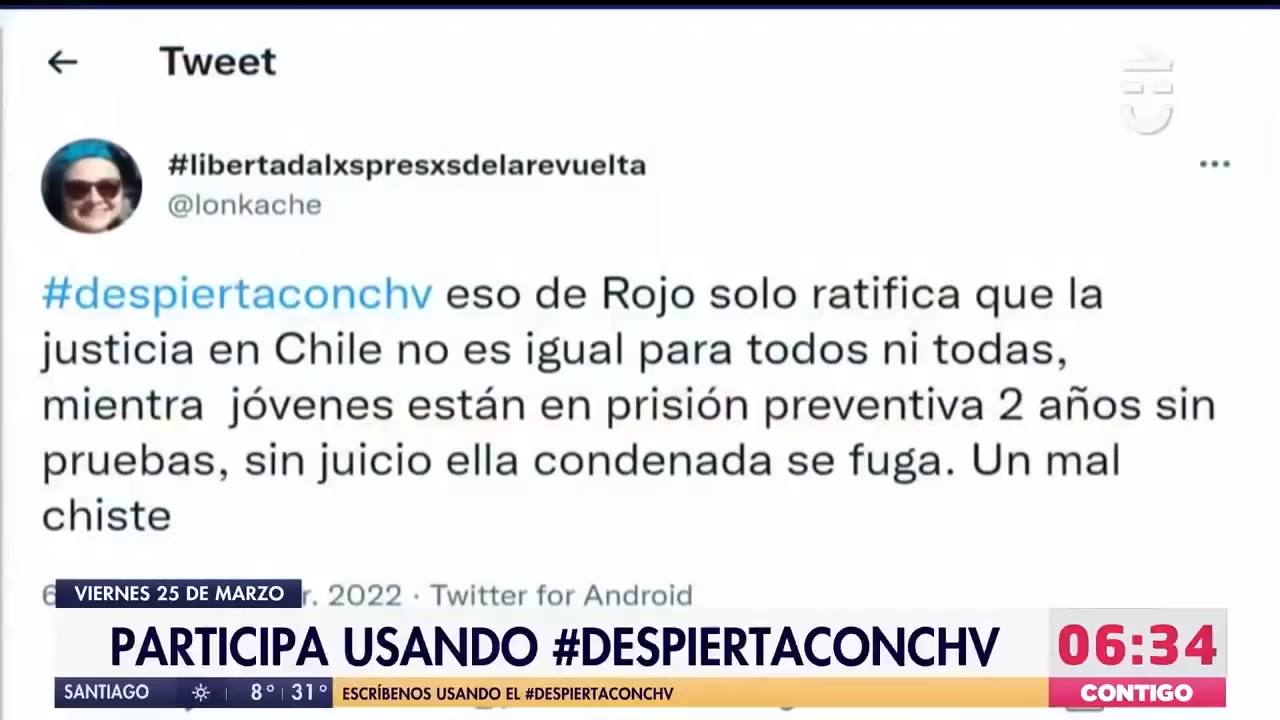 Tweet
#libertadalxspresxsdelarevuelta
@lonkache
#despiertaconchv eso de Rojo solo ratifica que la
justicia en Chile no es igual para todos ni todas,
mientra  jóvenes están en prisión preventiva 2 años sin
pruebas, sin juicio ella condenada se fuga. Un mal
chiste
r. 2022 · Twitter for Android
VIERNES 25 DE MARZO
PARTICIPA USANDO #DESPIERTACONCHV
06:34
SANTIAGO 8° 31° ESCRÍBENOS USANDO EL #DESPIERTACONCHV
CONTIGO